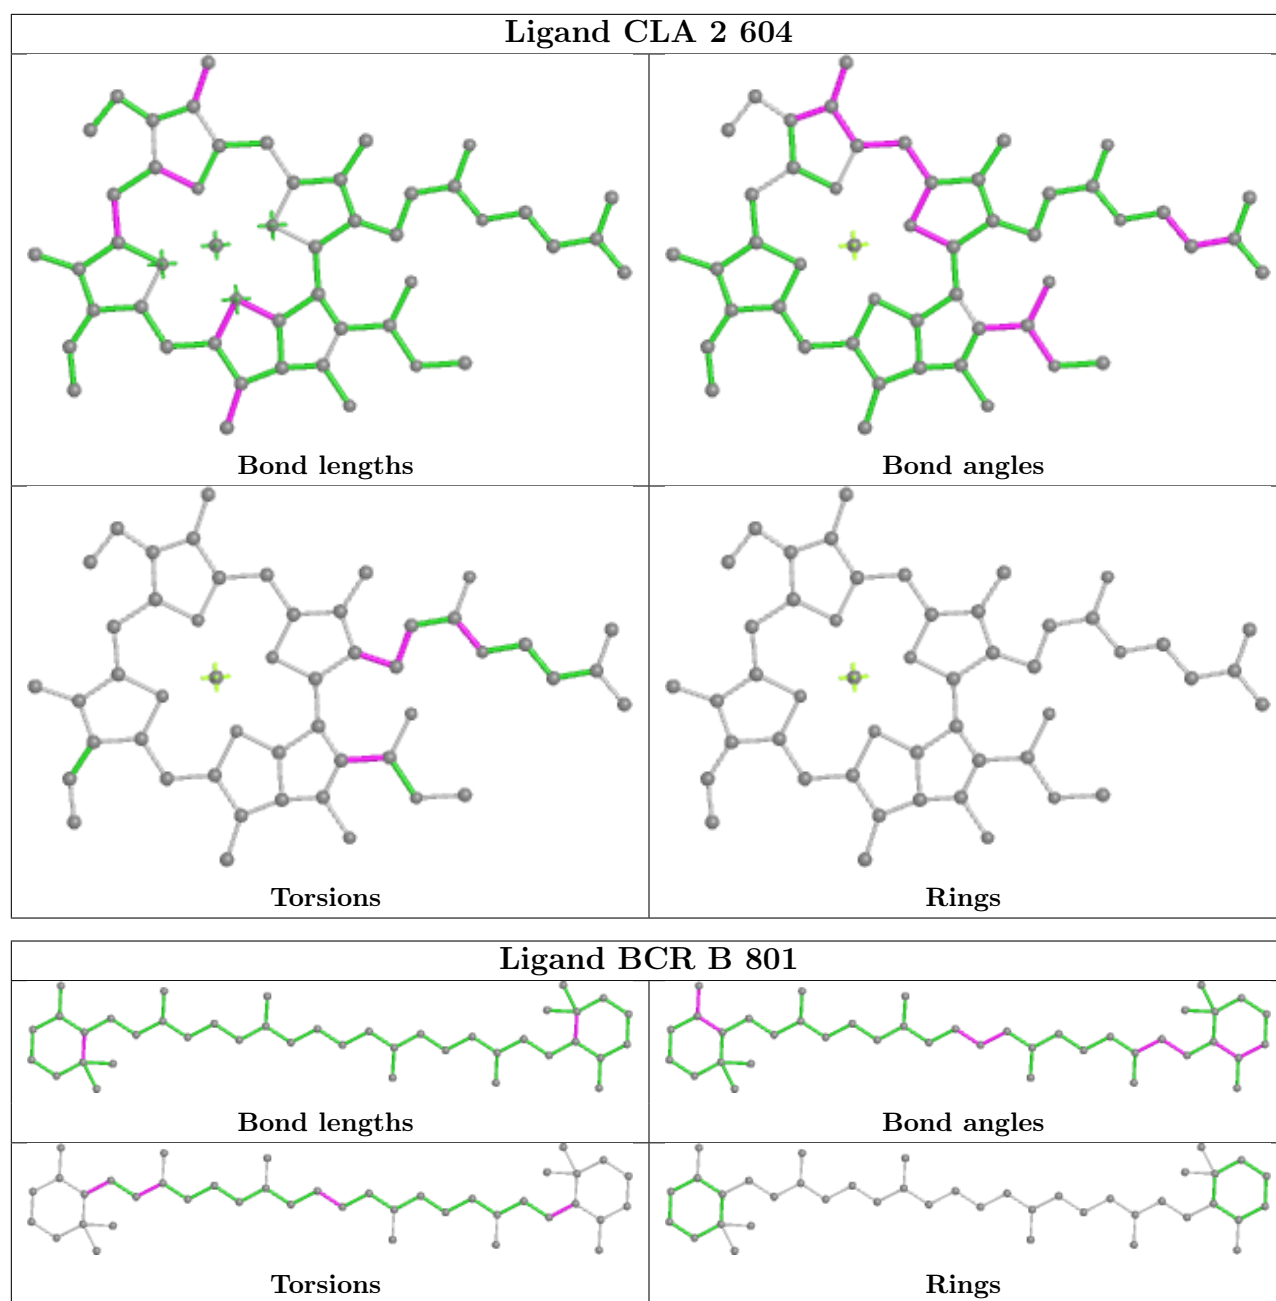 Ligand CLA 2 604
Bond lengths
Bond angles
Torsions
Rings
Ligand BCR B 801
Bond lengths
Bond angles
Torsions
Rings